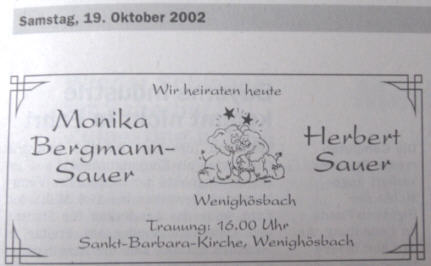 Samstag, 19. Oktober 2002
Wir heiraten heute
Monika
Bergmann-
Sauer
Herbert
Sauer
Wenighösbach
Trauung: 16.00 Uhr
Sankt-Barbara-Kirche, Wenighösbach